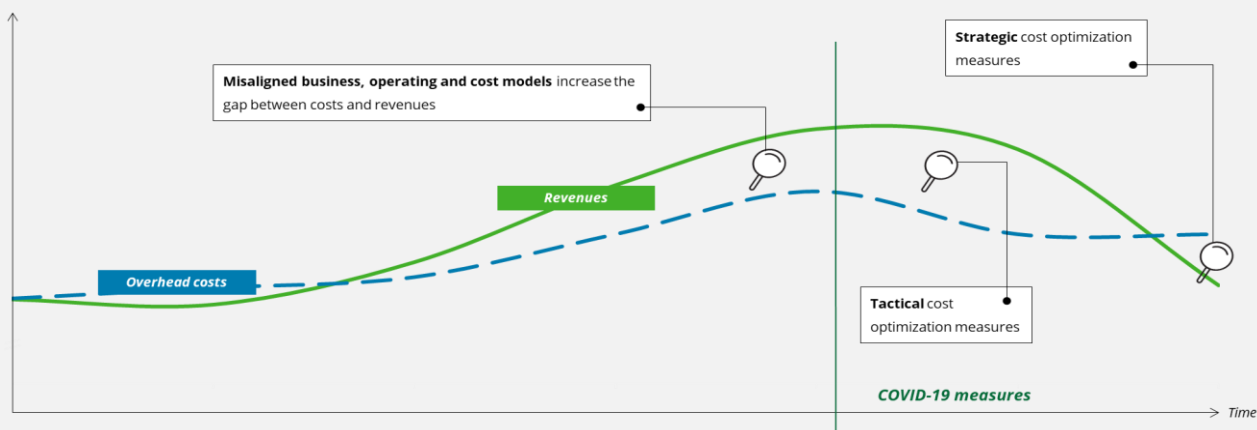 Strategic cost optimization
measures
Misaligned business, operating and cost models increase the
gap between costs and revenues
Revenues
Overhead costs
Tactical cost
optimization measures
COVID-19 measures
Time